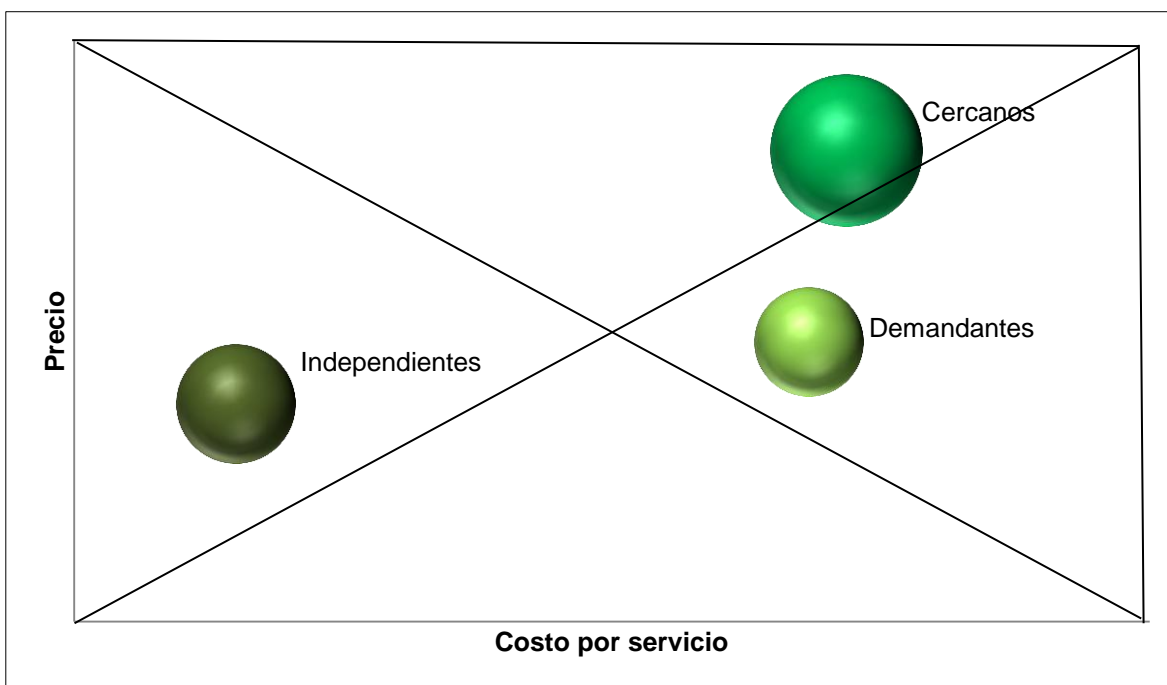 Cercanos
Demandantes
Independientes
Precio
Costo por servicio